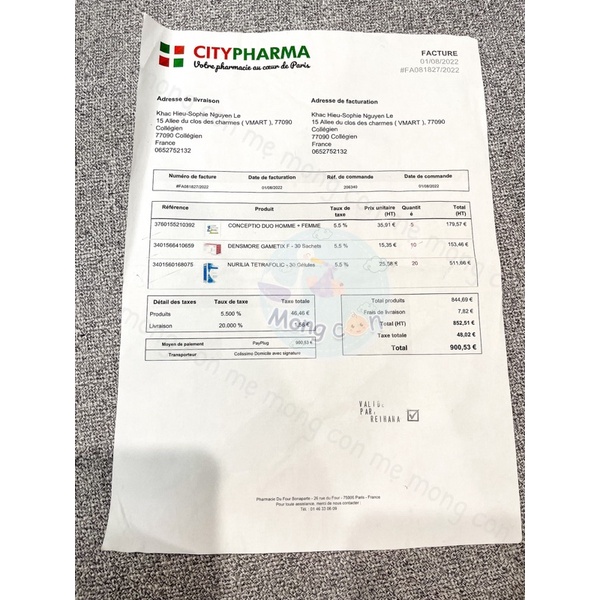 CITYPHARMA
Votre pharmacie au cœur de Paris
FACTURE
01/08/2022
#FA081827/2022
Adresse de livraison
Khac Hieu-Sophie Nguyen Le
15 Allee du clos des charmes ( VMART ), 77090
Collégien
77090 Collégien
France
0652752132
Adresse de facturation
Khac Hieu-Sophie Nguyen Le
15 Allee du clos des charmes ( VMART ), 77090
Collégien
77090 Collégien
France
0652752132
Numéro de facture Date de facturation Réf. de commande Date de commande
#FA081827/2022 01/08/2022 206349 01/08/2022
Référence Produit Taux de taxe Prix unitaire (HT) Quantité Total (HT)
3760155210392 CONCEPTIO DUO HOMME + FEMME 5.5 % 35,91 € 5 179,57 €
3401566410659 DENSMORE GAMETIX F - 30 Sachets 5.5 % 15,35 € 10 153,46 €
3401560168075 NURILIA TETRAFOLIC - 30 Gélules 5.5 % 25,58 € 20 511,66 €
Détail des taxes Taux de taxe Taxe totale
Produits 5.500 % 46,46 €
Livraison 20.000 % 1,56 €
Moyen de paiement PayPlug 900,53 €
Transporteur Colissimo Domicile avec signature
Total produits 844,69 €
Frais de livraison 7,82 €
Total (HT) 852,51 €
Taxe totale 48,02 €
Total 900,53 €
Mong con
mẹ mong con
VALIDE
PAR:
REIHANA
Pharmacie Du Four Bonaparte - 25 rue du Four - 75006 Paris - France
Pour toute assistance, merci de nous contacter :
Tél. : 01 46 33 06 09